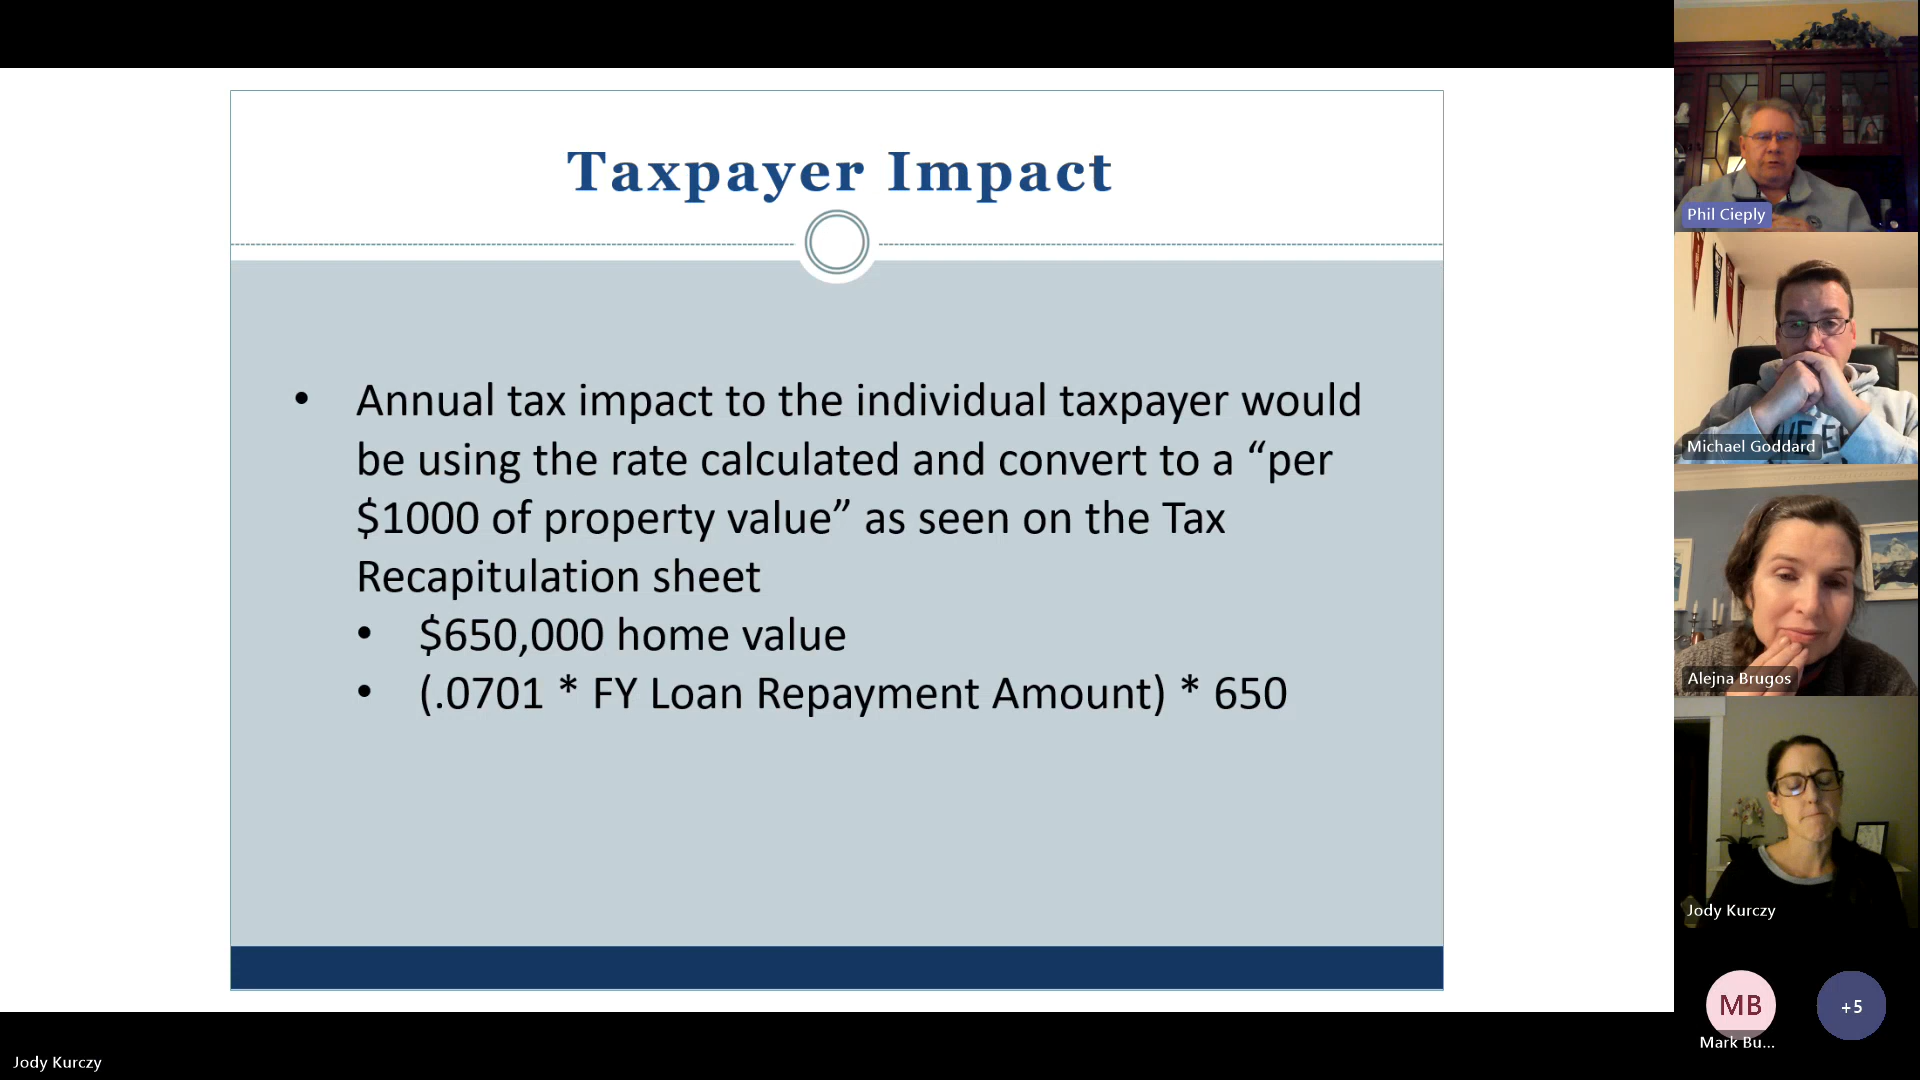 Taxpayer Impact
• Annual tax impact to the individual taxpayer would
be using the rate calculated and convert to a “per
$1000 of property value” as seen on the Tax
Recapitulation sheet
• $650,000 home value
• (.0701 * FY Loan Repayment Amount) * 650
Phil Cieply
Michael Goddard
Alejna Brugos
Jody Kurczy
MB
+5
Mark Bu...
Jody Kurczy